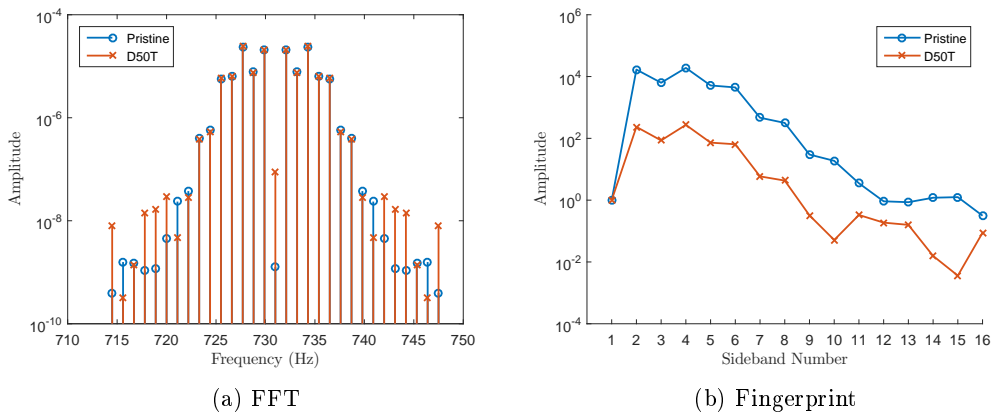 10^-4
10^-6
10^-8
10^-10
Amplitude
Pristine
D50T
710 715 720 725 730 735 740 745 750
Frequency (Hz)
(a) FFT
10^6
10^4
10^2
10^0
10^-2
10^-4
Amplitude
Pristine
D50T
1 2 3 4 5 6 7 8 9 10 11 12 13 14 15 16
Sideband Number
(b) Fingerprint